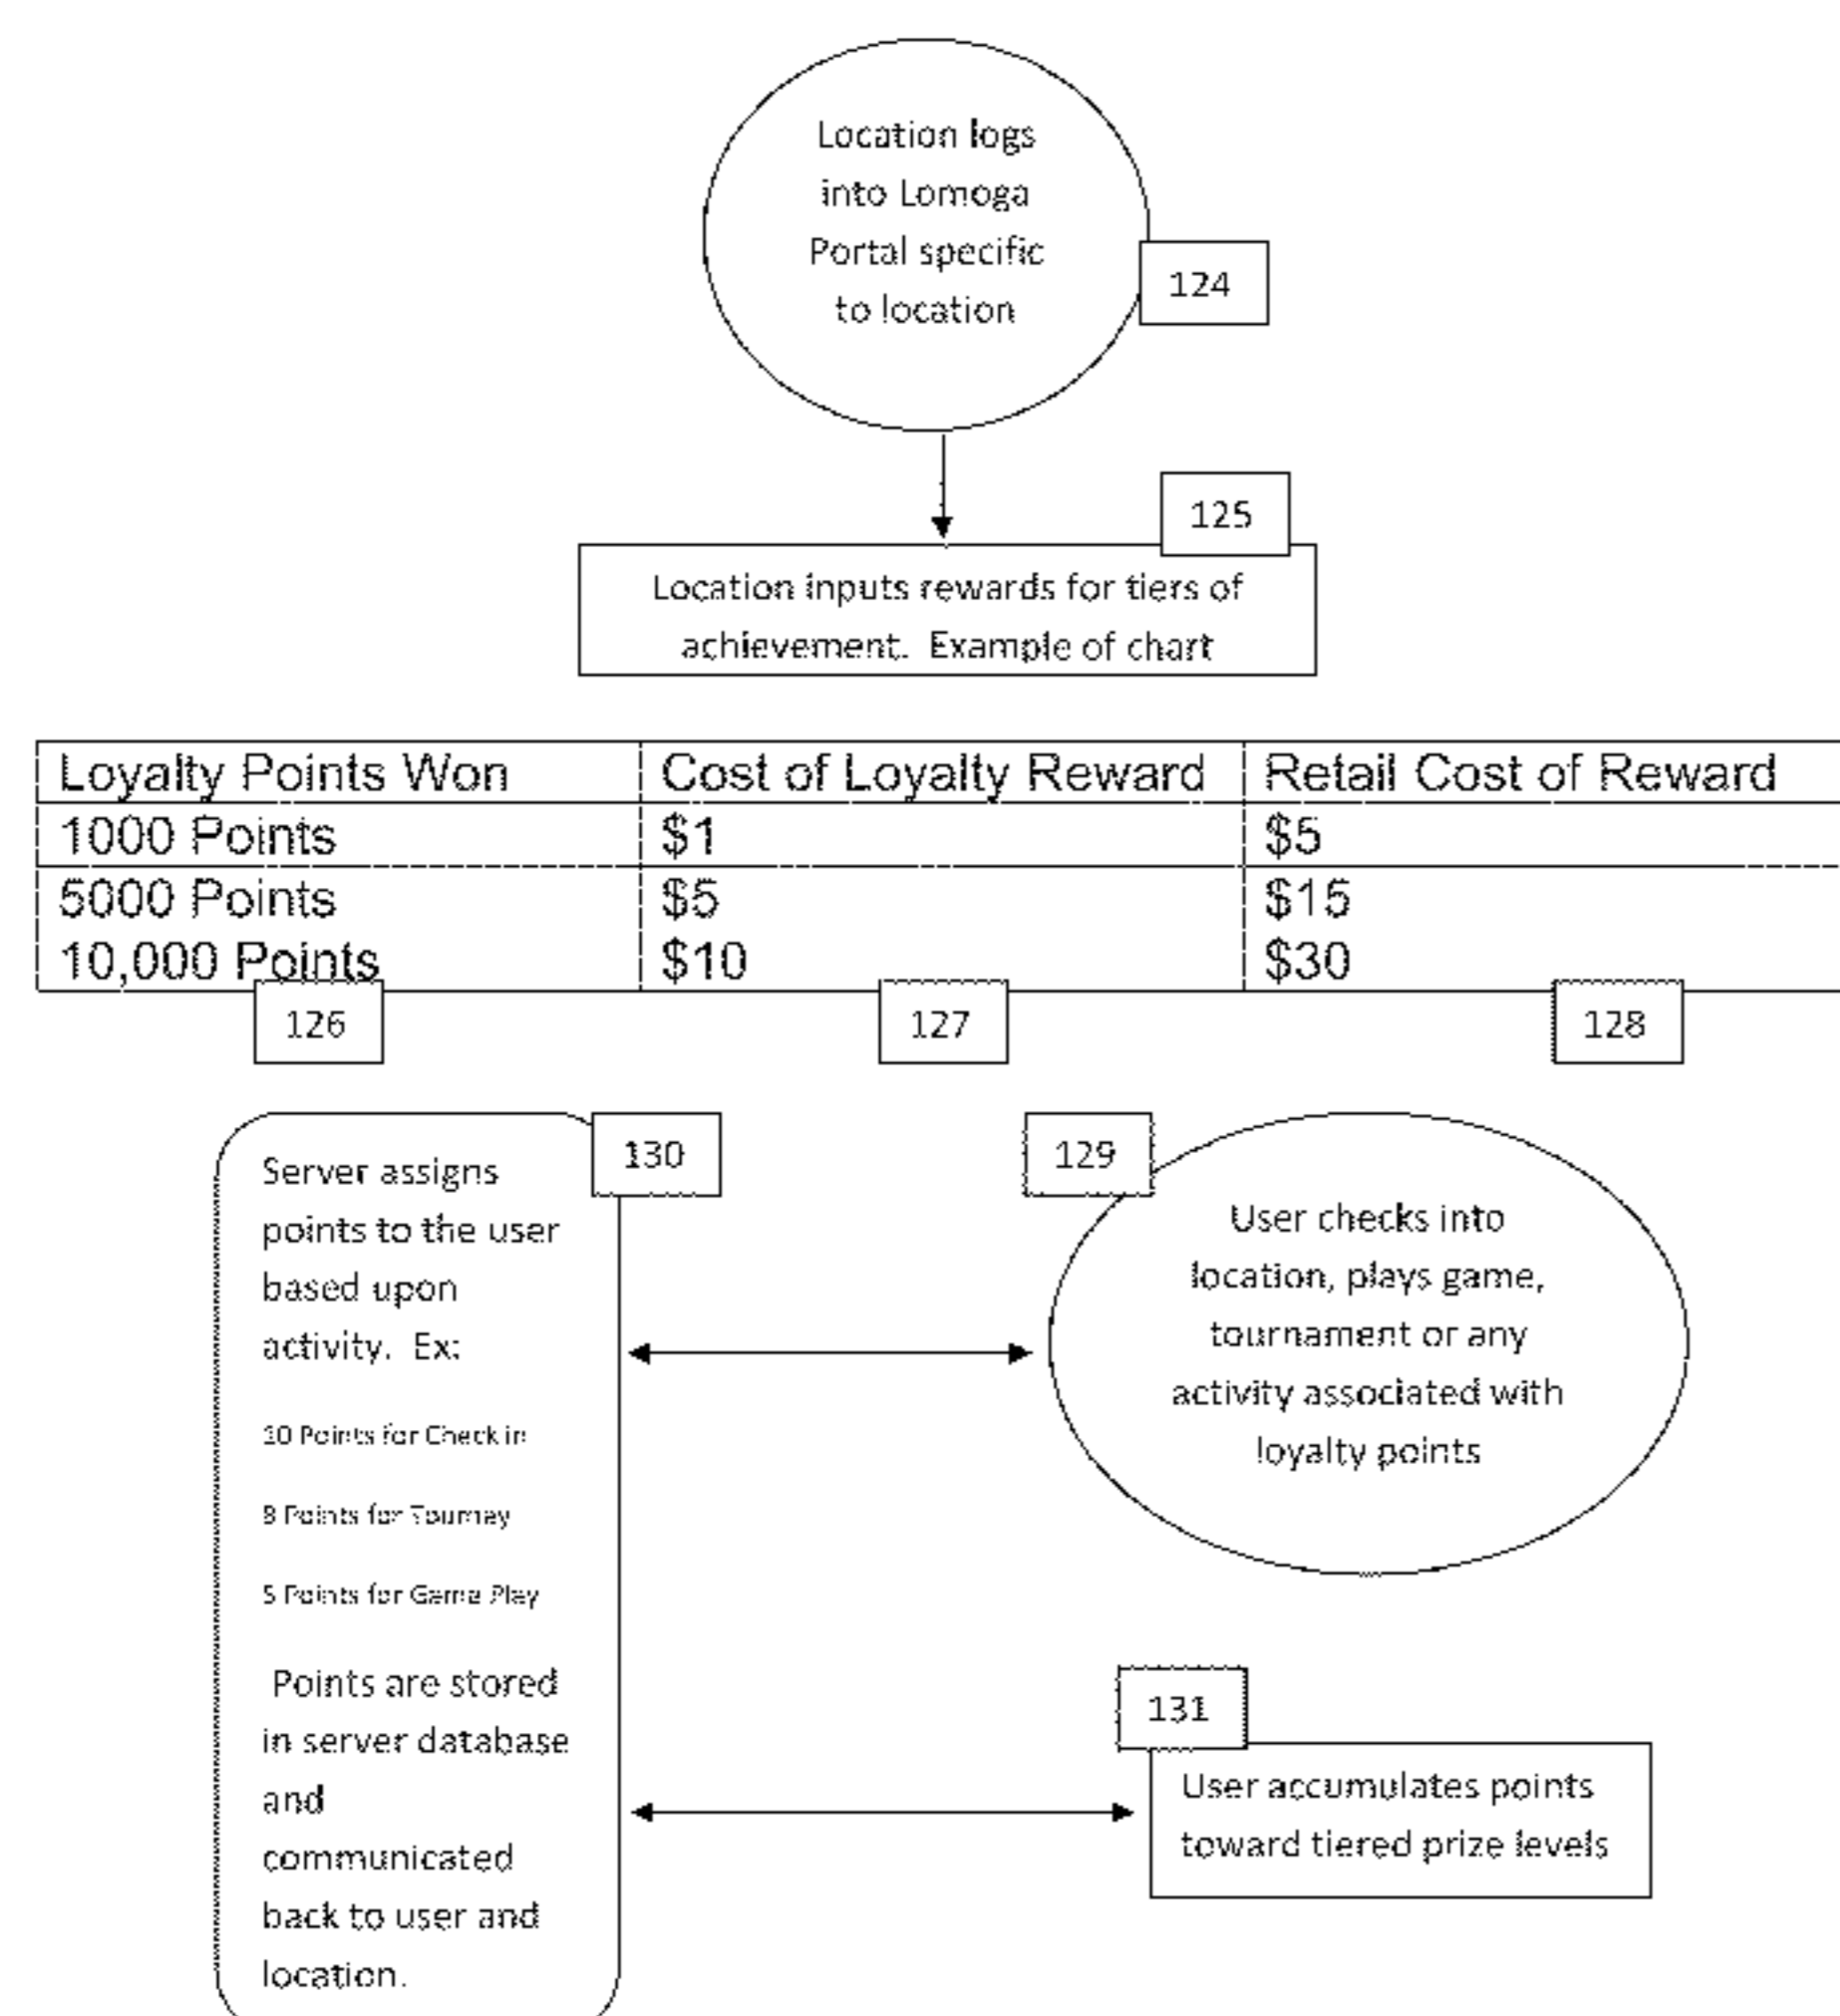 Location logs
into Lomoga
Portal specific
to location
124
125
Location inputs rewards for tiers of
achievement.  Example of chart
Loyalty Points Won Cost of Loyalty Reward Retail Cost of Reward
1000 Points $1 $5
5000 Points $5 $15
10,000 Points $10 $30
126 127 128
130
Server assigns
points to the user
based upon
activity.  Ex:
10 Points for Check in
8 Points for Tourney
5 Points for Game Play
Points are stored
in server database
and
communicated
back to user and
location.
129
User checks into
location, plays game,
tournament or any
activity associated with
loyalty points
131
User accumulates points
toward tiered prize levels